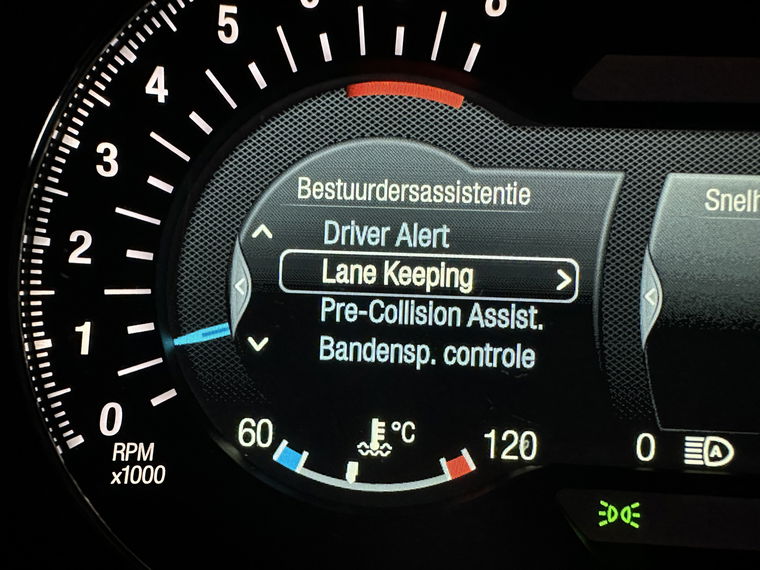 5
4
3
2
1
0
RPM
x1000
Bestuurdersassistentie
Driver Alert
Lane Keeping
Pre-Collision Assist.
Bandensp. controle
60
°C
120
0
A